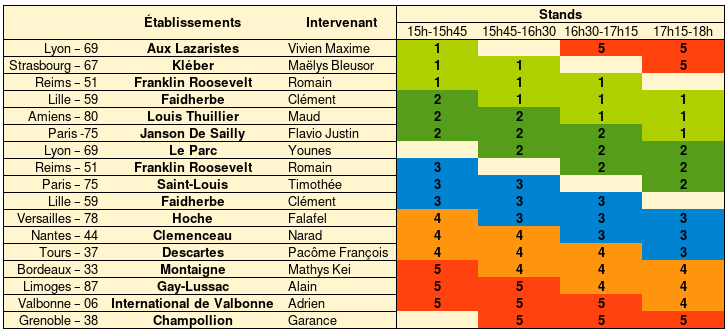 Stands
Établissements Intervenant
15h-15h45 15h45-16h30 16h30-17h15 17h15-18h
Lyon – 69 Aux Lazaristes Vivien Maxime 1 5 5
Strasbourg – 67 Kléber Maëlys Bleusor 1 1 5
Reims – 51 Franklin Roosevelt Romain 1 1 1
Lille – 59 Faidherbe Clément 2 1 1 1
Amiens – 80 Louis Thuillier Maud 2 2 1 1
Paris -75 Janson De Sailly Flavio Justin 2 2 2 1
Lyon – 69 Le Parc Younes 2 2 2
Reims – 51 Franklin Roosevelt Romain 3 2 2
Paris – 75 Saint-Louis Timothée 3 3 2
Lille – 59 Faidherbe Clément 3 3 3
Versailles – 78 Hoche Falafel 4 3 3 3
Nantes – 44 Clemenceau Narad 4 4 3 3
Tours – 37 Descartes Pacôme François 4 4 4 3
Bordeaux – 33 Montaigne Mathys Kei 5 4 4 4
Limoges – 87 Gay-Lussac Alain 5 5 4 4
Valbonne – 06 International de Valbonne Adrien 5 5 5 4
Grenoble – 38 Champollion Garance 5 5 5